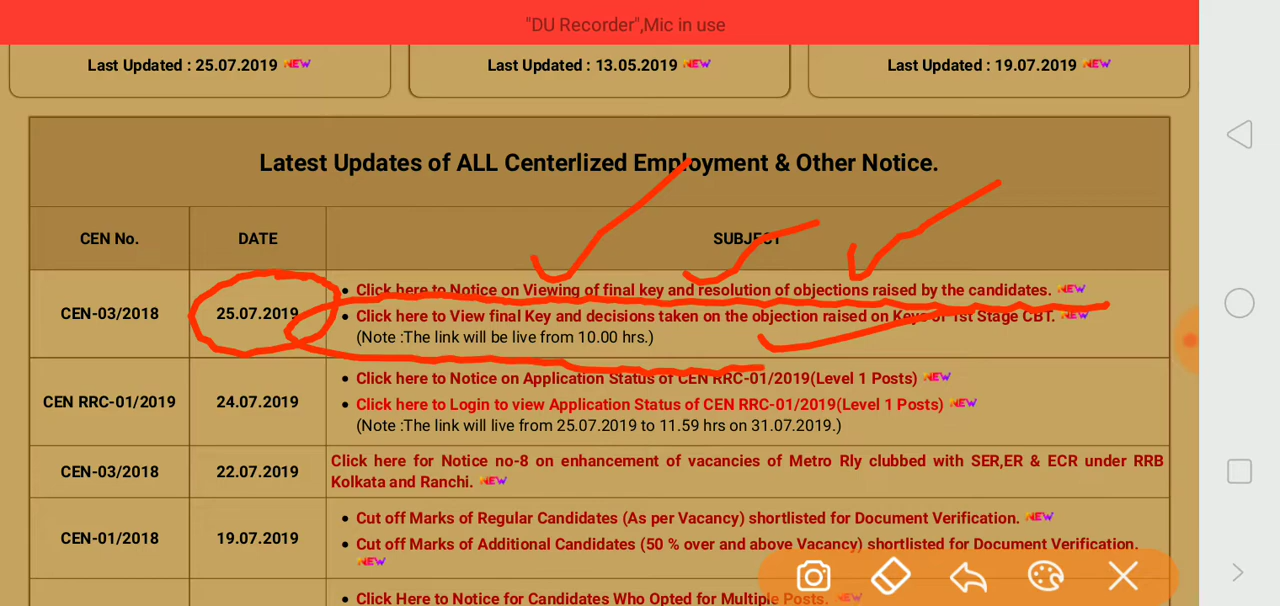 "DU Recorder",Mic in use
Last Updated : 25.07.2019 NEW
Last Updated : 13.05.2019 NEW
Last Updated : 19.07.2019 NEW
Latest Updates of ALL Centerlized Employment & Other Notice.
CEN No.
DATE
SUBJECT
CEN-03/2018
25.07.2019
Click here to Notice on Viewing of final key and resolution of objections raised by the candidates. NEW
Click here to View final Key and decisions taken on the objection raised on Keys of 1st Stage CBT. NEW
(Note :The link will be live from 10.00 hrs.)
CEN RRC-01/2019
24.07.2019
Click here to Notice on Application Status of CEN RRC-01/2019(Level 1 Posts) NEW
Click here to Login to view Application Status of CEN RRC-01/2019(Level 1 Posts) NEW
(Note :The link will live from 25.07.2019 to 11.59 hrs on 31.07.2019.)
CEN-03/2018
22.07.2019
Click here for Notice no-8 on enhancement of vacancies of Metro Rly clubbed with SER,ER & ECR under RRB
Kolkata and Ranchi. NEW
CEN-01/2018
19.07.2019
Cut off Marks of Regular Candidates (As per Vacancy) shortlisted for Document Verification. NEW
Cut off Marks of Additional Candidates (50 % over and above Vacancy) shortlisted for Document Verification.
NEW
Click Here to Notice for Candidates Who Opted for Multiple Posts. NEW